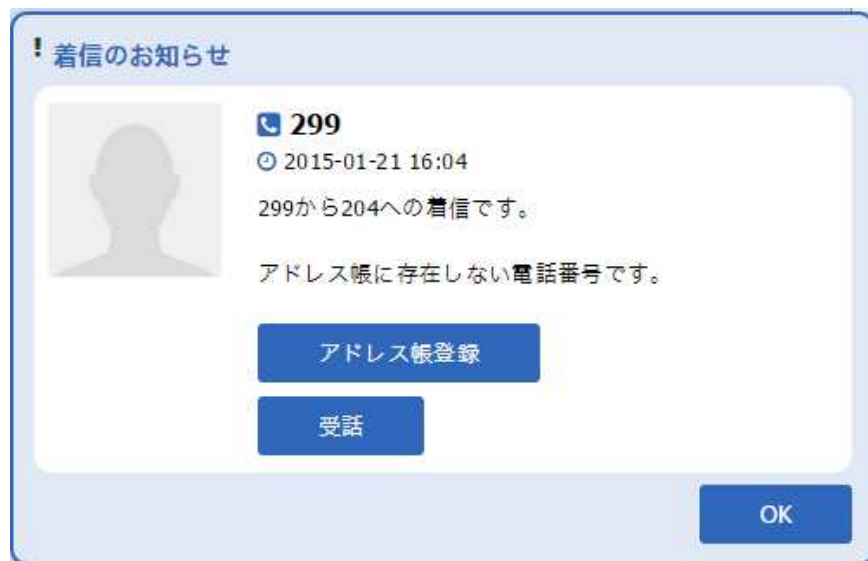 ! 着信のお知らせ
299
2015-01-21 16:04
299から204への着信です。
アドレス帳に存在しない電話番号です。
アドレス帳登録
受話
OK